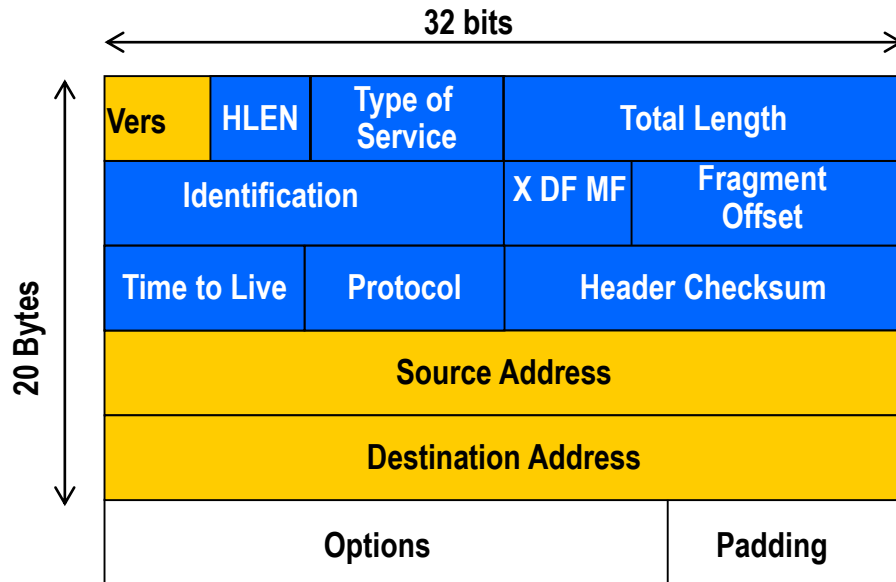 32 bits
20 Bytes
Vers
HLEN
Type of
Service
Total Length
Identification
X DF MF
Fragment
Offset
Time to Live
Protocol
Header Checksum
Source Address
Destination Address
Options
Padding